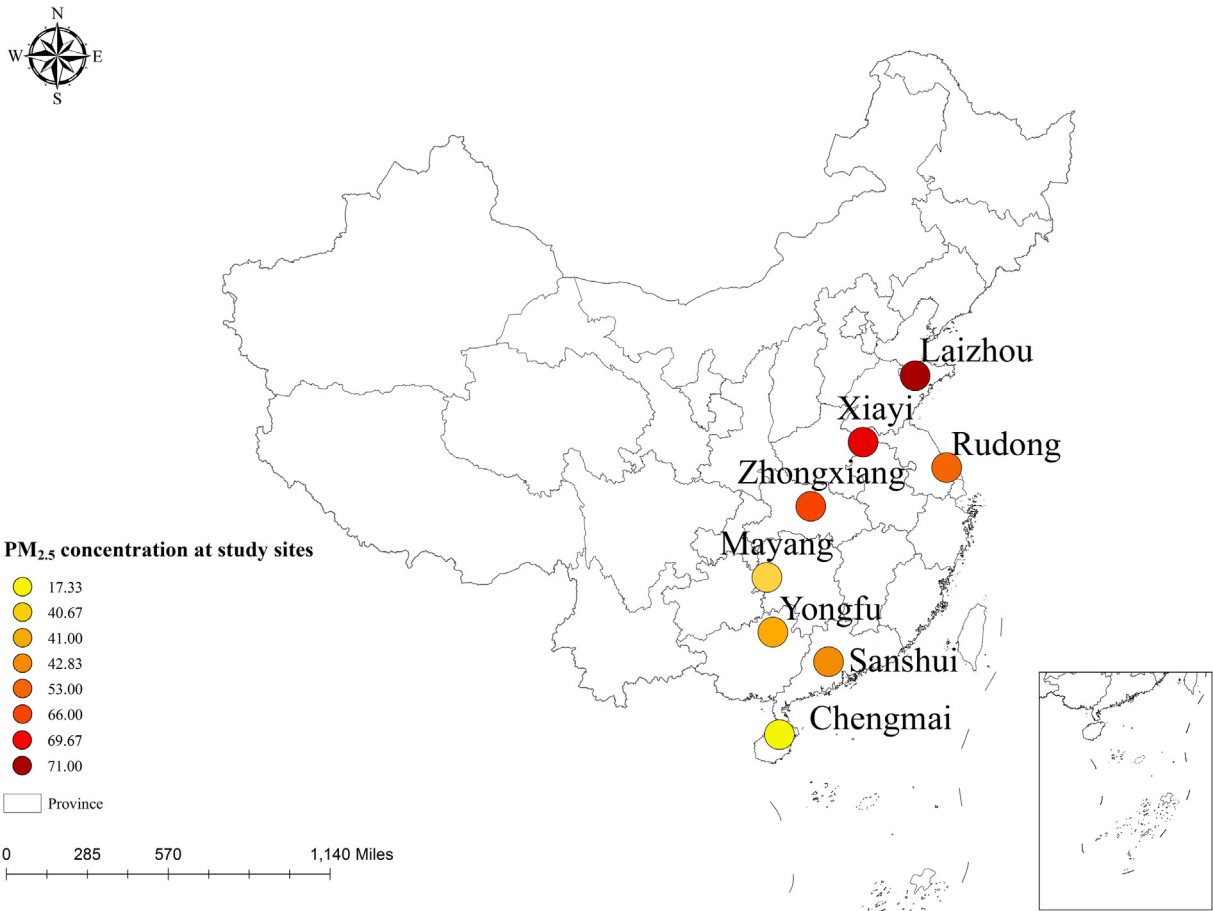 N
W E
S
Laizhou
Xiayi
Rudong
Zhongxiang
Mayang
Yongfu
Sanshui
Chengmai
PM2.5 concentration at study sites
17.33
40.67
41.00
42.83
53.00
66.00
69.67
71.00
Province
0 285 570 1,140 Miles